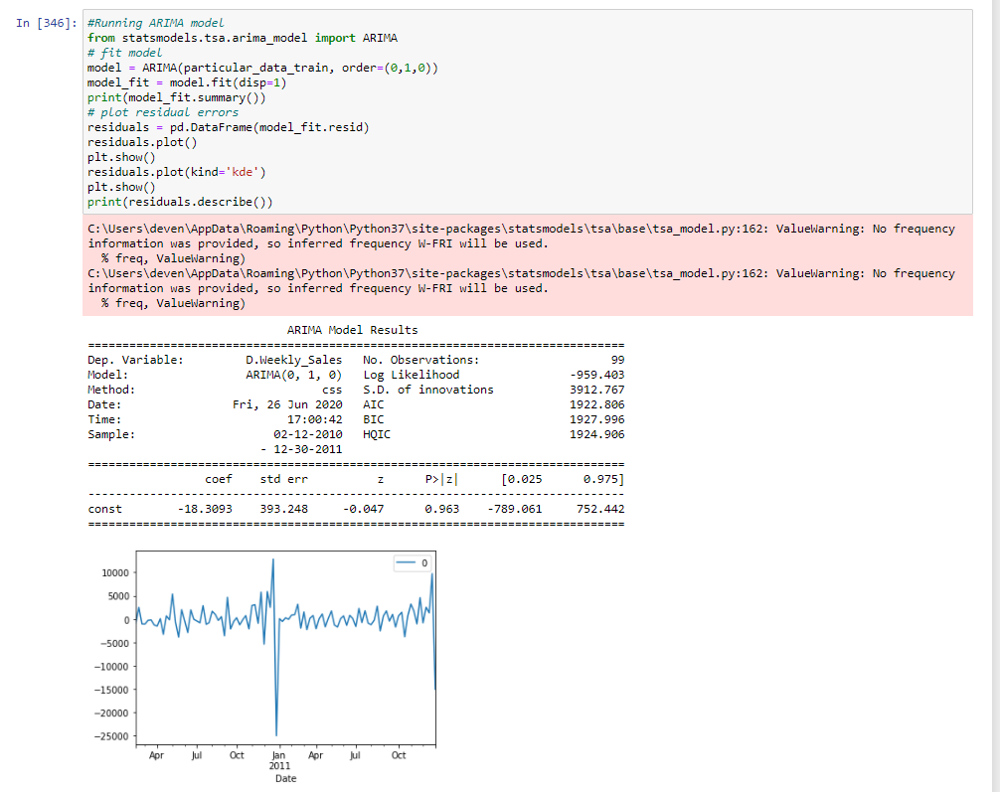 In [346]: #Running ARIMA model
from statsmodels.tsa.arima_model import ARIMA
# fit model
model = ARIMA(particular_data_train, order=(0,1,0))
model_fit = model.fit(disp=1)
print(model_fit.summary())
# plot residual errors
residuals = pd.DataFrame(model_fit.resid)
residuals.plot()
plt.show()
residuals.plot(kind='kde')
plt.show()
print(residuals.describe())
C:\Users\deven\AppData\Roaming\Python\Python37\site-packages\statsmodels\tsa\base\tsa_model.py:162: ValueWarning: No frequency
information was provided, so inferred frequency W-FRI will be used.
% freq, ValueWarning)
C:\Users\deven\AppData\Roaming\Python\Python37\site-packages\statsmodels\tsa\base\tsa_model.py:162: ValueWarning: No frequency
information was provided, so inferred frequency W-FRI will be used.
% freq, ValueWarning)
ARIMA Model Results
==============================================================================
Dep. Variable: D.Weekly_Sales No. Observations: 99
Model: ARIMA(0, 1, 0) Log Likelihood -959.403
Method: css S.D. of innovations 3912.767
Date: Fri, 26 Jun 2020 AIC 1922.806
Time: 17:00:42 BIC 1927.996
Sample: 02-12-2010 HQIC 1924.906
- 12-30-2011
==============================================================================
coef std err z P>|z| [0.025 0.975]
------------------------------------------------------------------------------
const -18.3093 393.248 -0.047 0.963 -789.061 752.442
==============================================================================
0
10000
5000
0
−5000
−10000
−15000
−20000
−25000
Apr Jul Oct Jan Apr Jul Oct
2011
Date